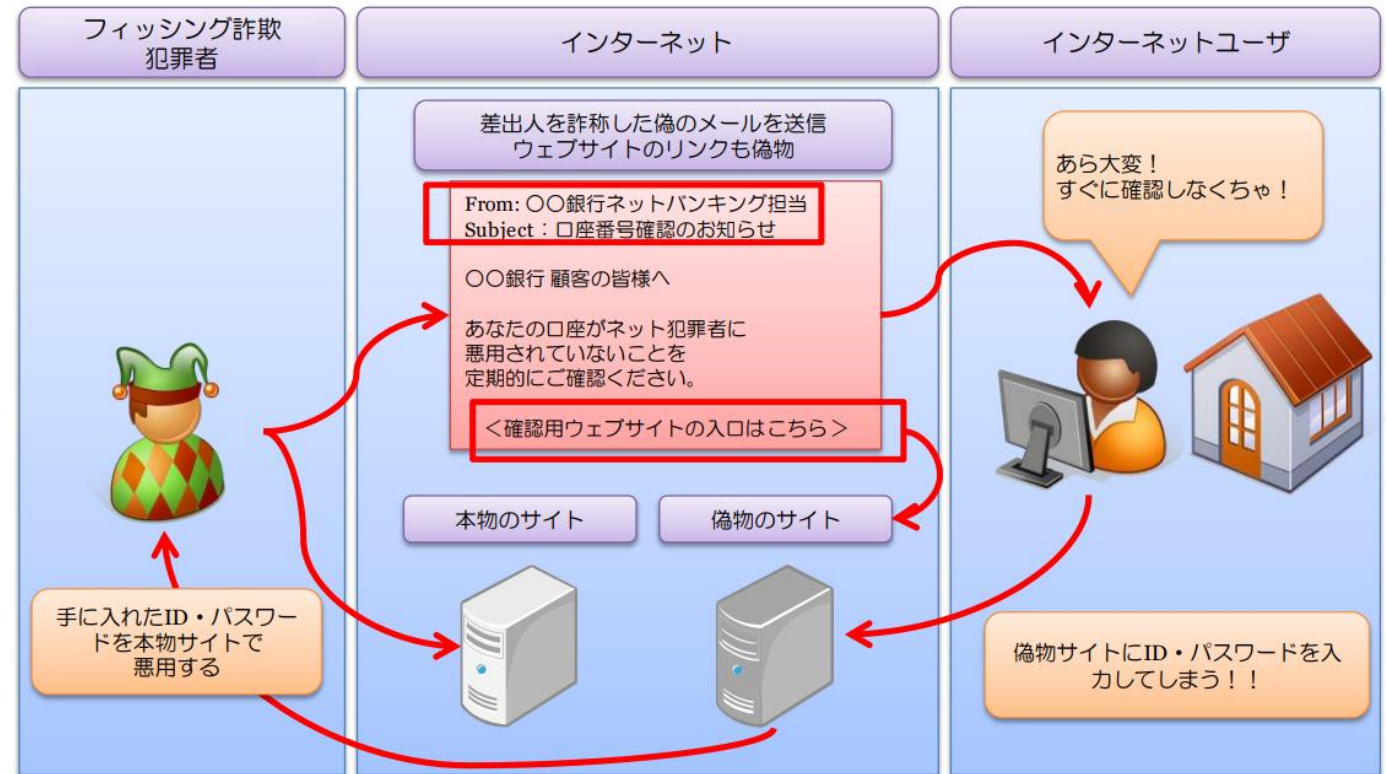 フィッシング詐欺
犯罪者
インターネット
インターネットユーザ
差出人を詐称した偽のメールを送信
ウェブサイトのリンクも偽物
From: 〇〇銀行ネットバンキング担当
Subject：口座番号確認のお知らせ
〇〇銀行 顧客の皆様へ
あなたの口座がネット犯罪者に
悪用されていないことを
定期的にご確認ください。
＜確認用ウェブサイトの入口はこちら＞
あら大変！
すぐに確認しなくちゃ！
本物のサイト
偽物のサイト
手に入れたID・パスワー
ドを本物サイトで
悪用する
偽物サイトにID・パスワードを入
力してしまう！！